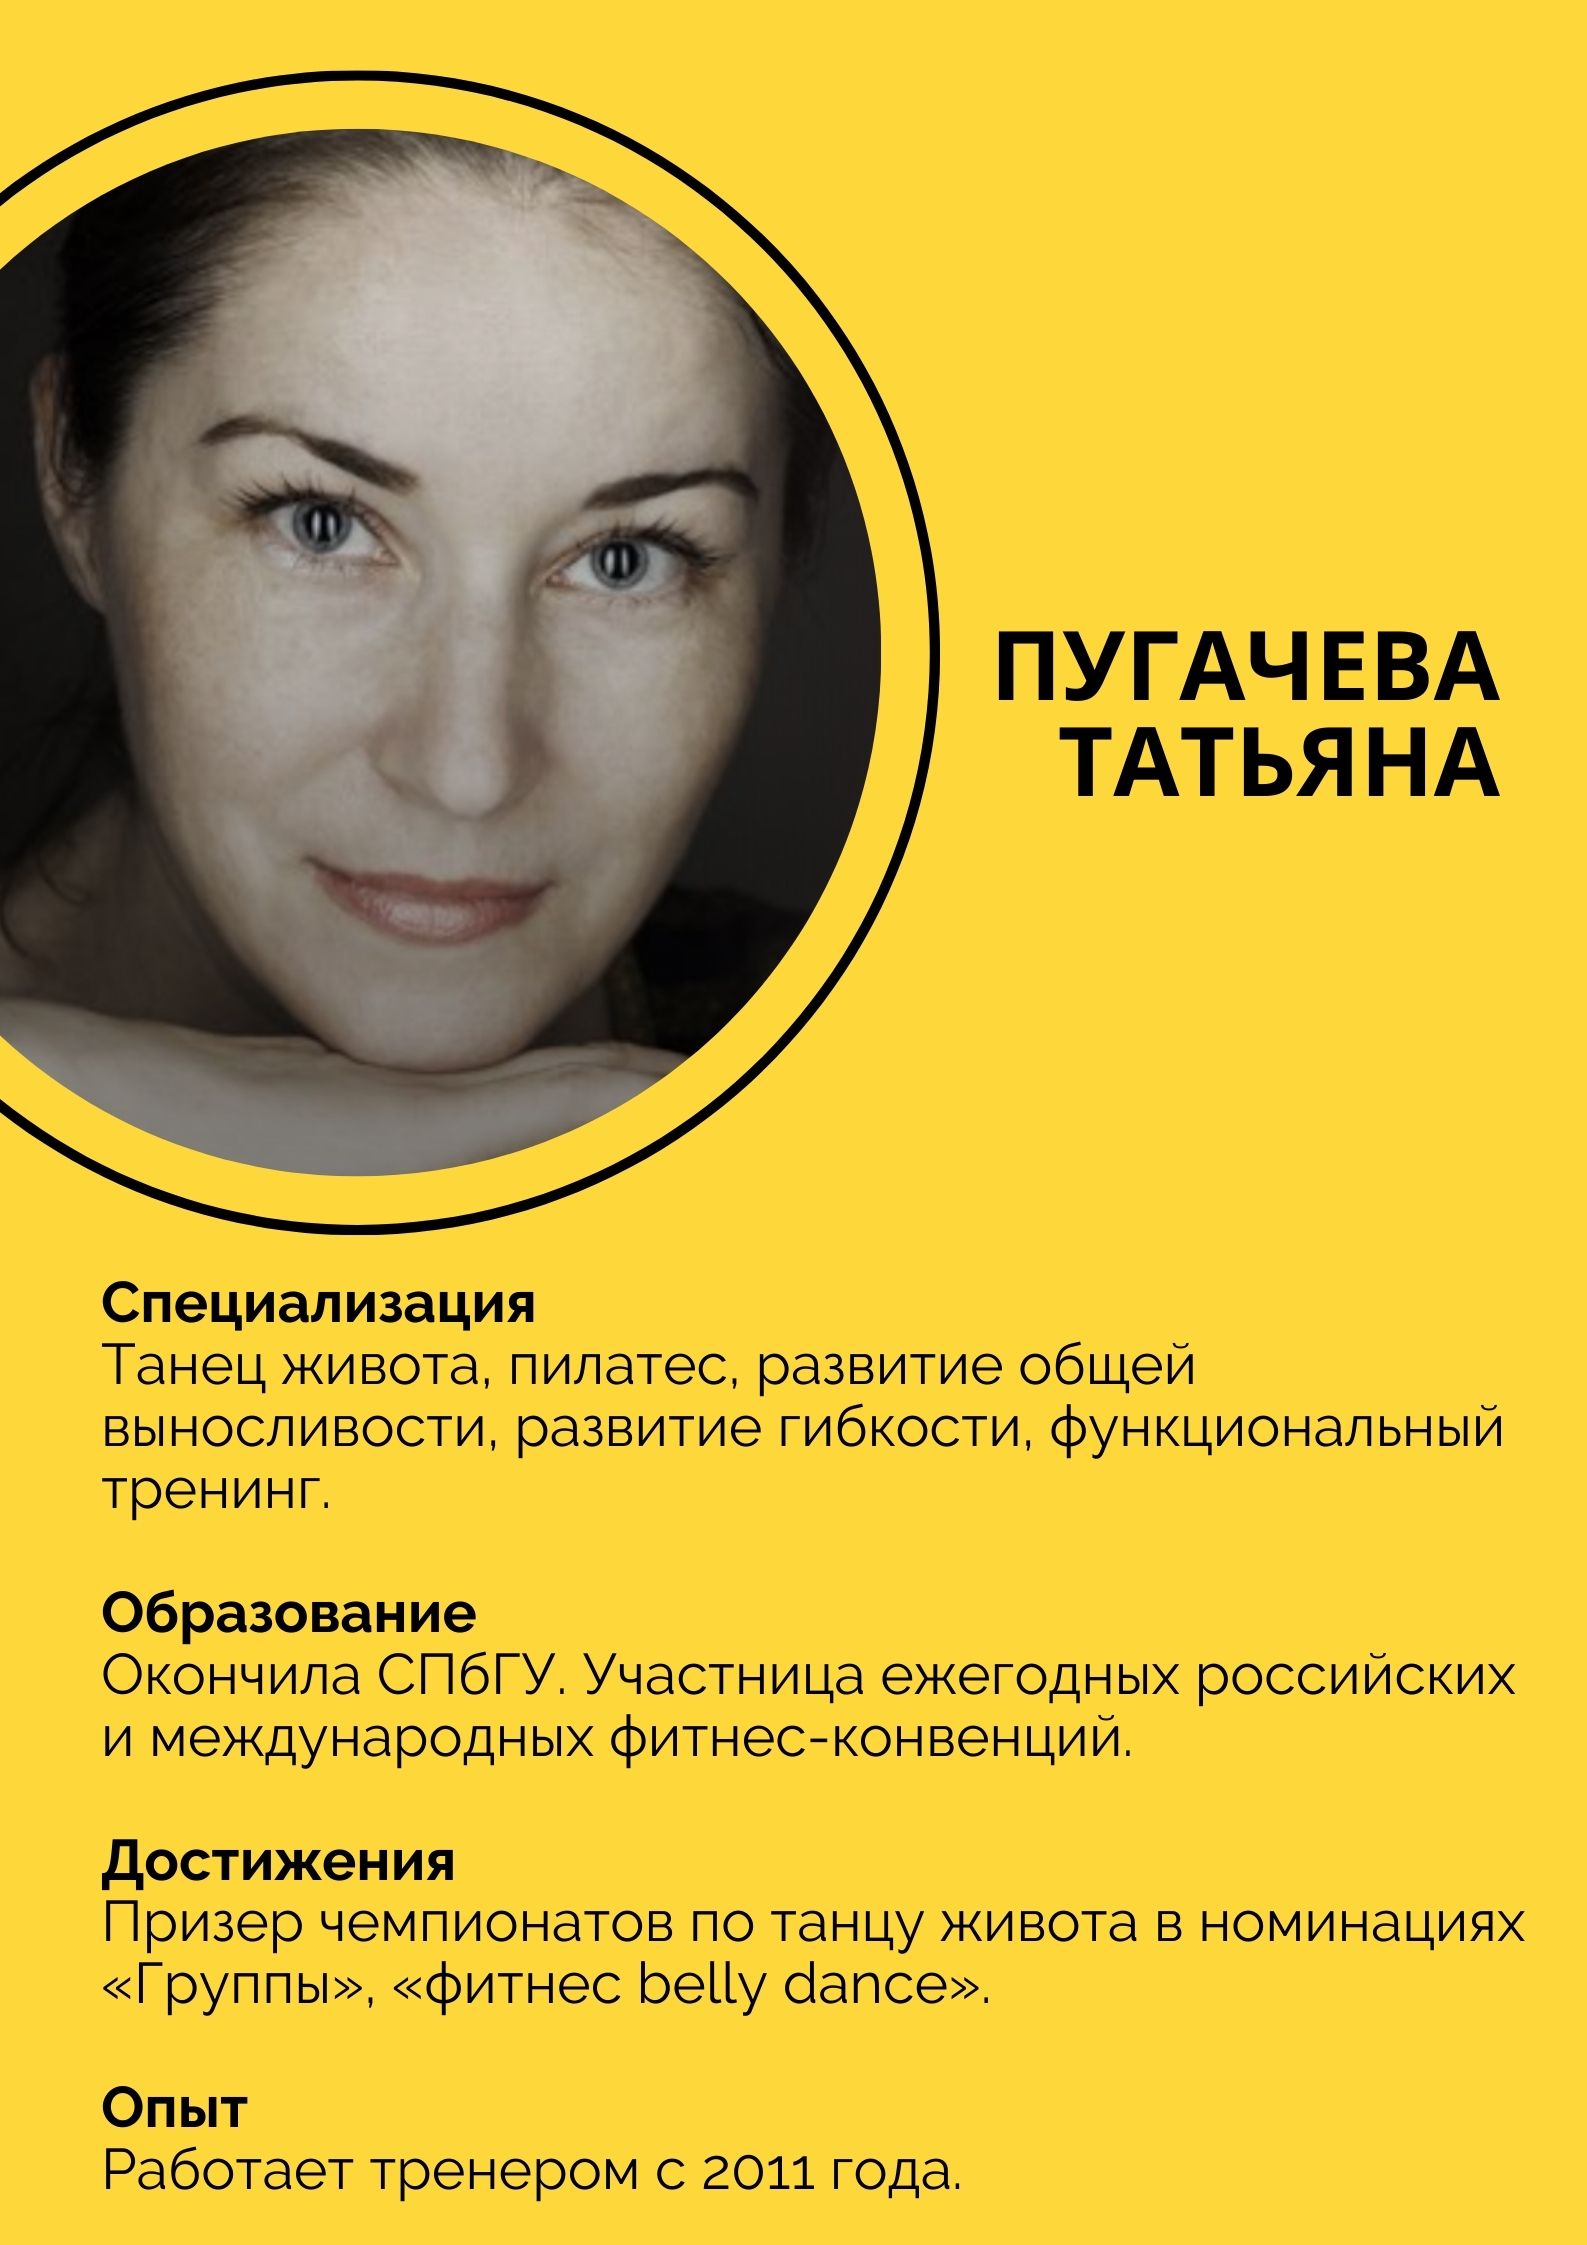 ПУГАЧЕВА
ТАТЬЯНА
Специализация
Танец живота, пилатес, развитие общей
выносливости, развитие гибкости, функциональный
тренинг.
Образование
Окончила СПбГУ. Участница ежегодных российских
и международных фитнес-конвенций.
Достижения
Призер чемпионатов по танцу живота в номинациях
«Группы», «фитнес belly dance».
Опыт
Работает тренером с 2011 года.